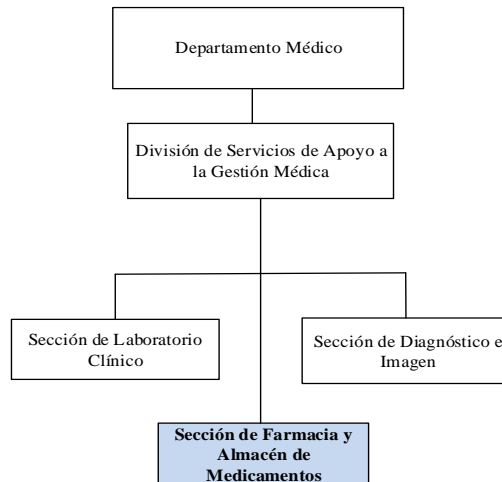 Departamento Médico
División de Servicios de Apoyo a
la Gestión Médica
Sección de Laboratorio
Clínico
Sección de Diagnóstico e
Imagen
Sección de Farmacia y
Almacén de
Medicamentos